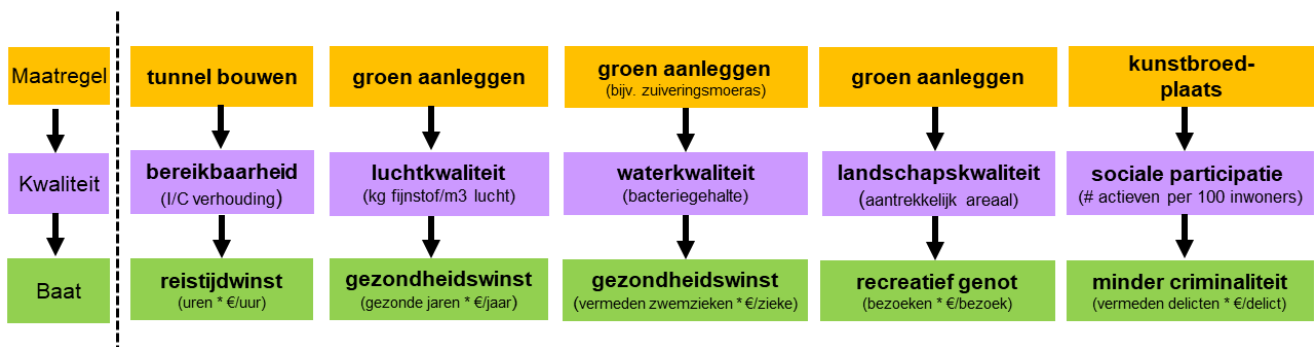 Maatregel
tunnel bouwen
groen aanleggen
groen aanleggen
(bijv. zuiveringsmoeras)
groen aanleggen
kunstbroed-
plaats
Kwaliteit
bereikbaarheid
(I/C verhouding)
luchtkwaliteit
(kg fijnstof/m3 lucht)
waterkwaliteit
(bacteriegehalte)
landschapskwaliteit
(aantrekkelijk areaal)
sociale participatie
(# actieven per 100 inwoners)
Baat
reistijdwinst
(uren * €/uur)
gezondheidswinst
(gezonde jaren * €/jaar)
gezondheidswinst
(vermeden zwemzieken * €/zieke)
recreatief genot
(bezoeken * €/bezoek)
minder criminaliteit
(vermeden delicten * €/delict)